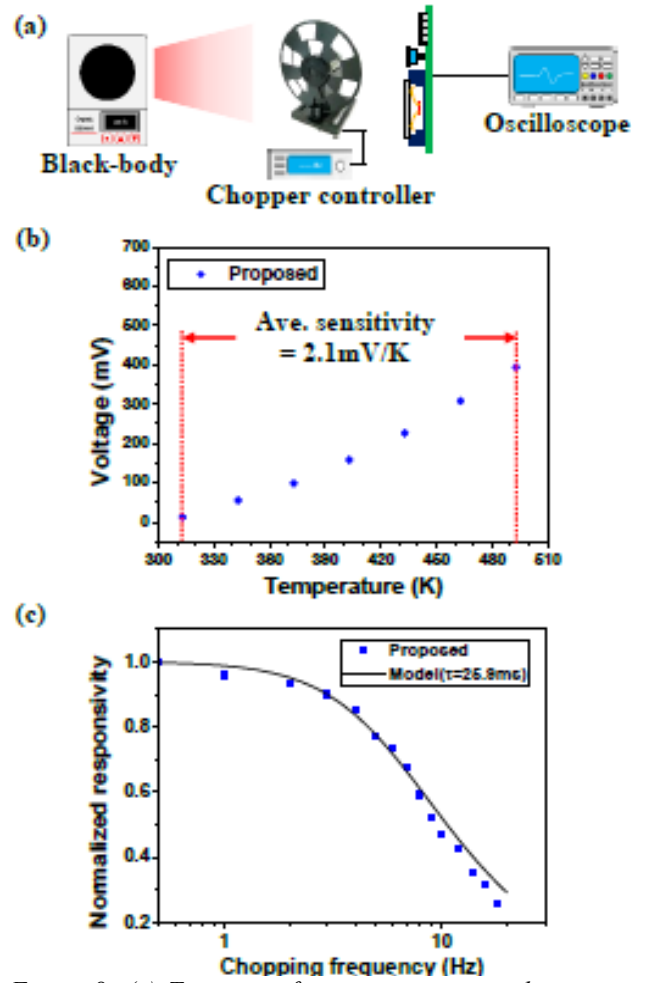 (a)
Black-body
Chopper controller
Oscilloscope
(b)
Voltage (mV)
700
600
500
400
300
200
100
0
Proposed
Ave. sensitivity
= 2.1mV/K
300 330 360 390 420 450 480 510
Temperature (K)
(c)
Normalized responsivity
1.0
0.8
0.6
0.4
0.2
Proposed
Model(τ=25.9ms)
1 10
Chopping frequency (Hz)